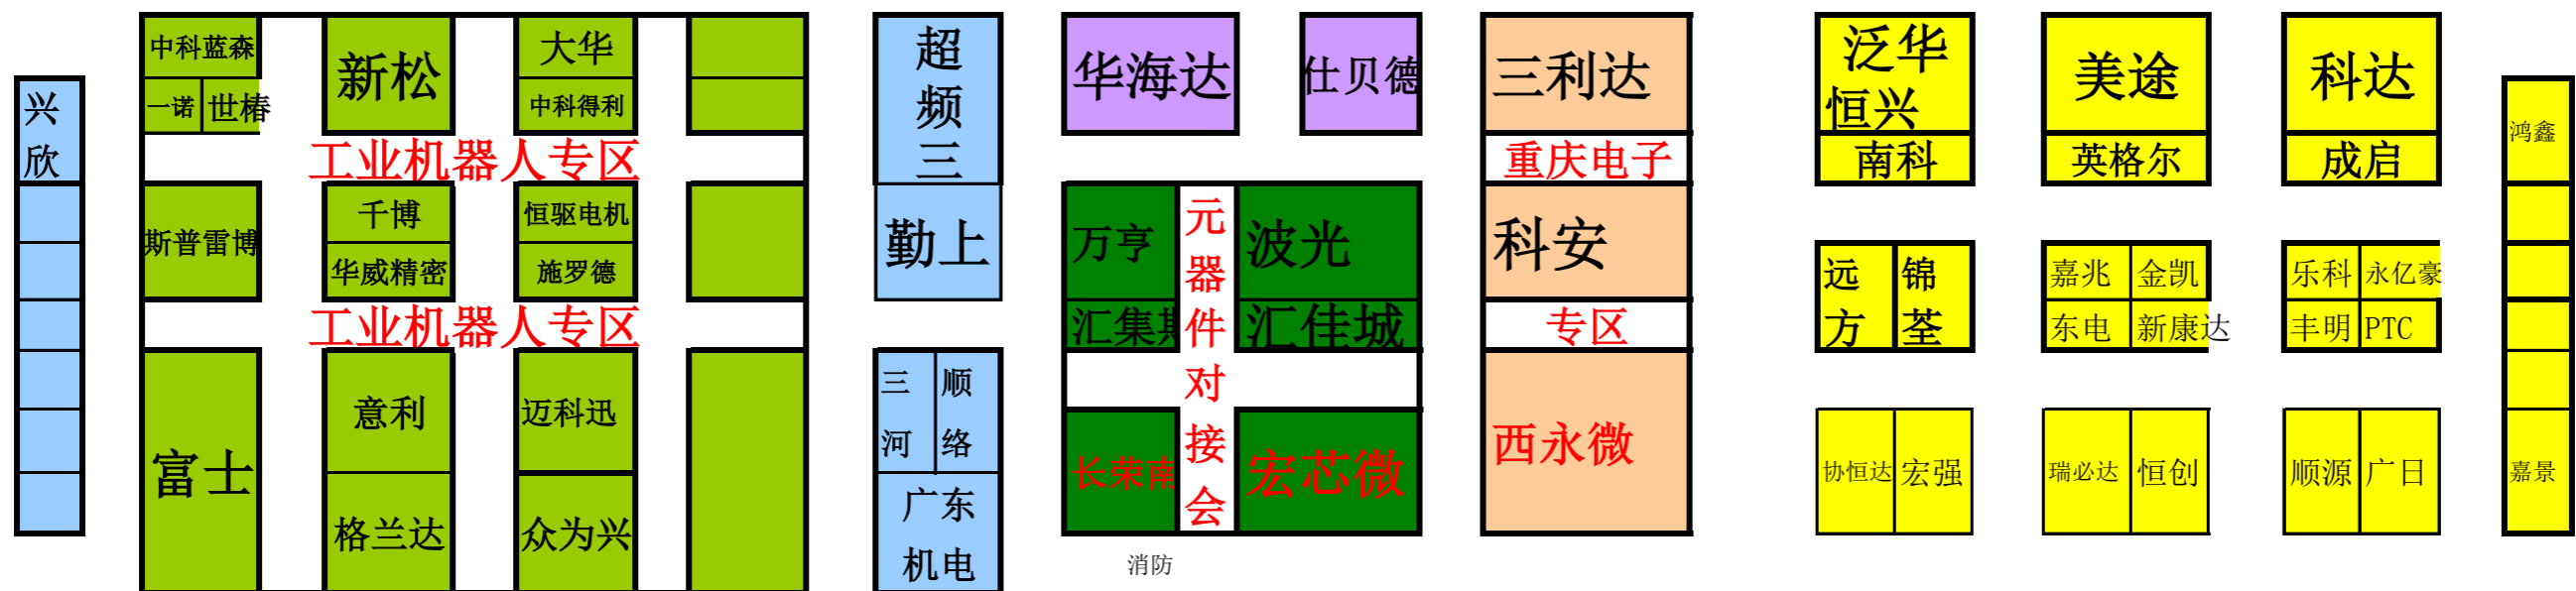 兴
欣
中科蓝森
一诺
世椿
新松
大华
中科得利
工业机器人专区
斯普雷博
千博
华威精密
恒驱电机
施罗德
工业机器人专区
富士
意利
格兰达
迈科迅
众为兴
超
频
三
勤上
三
河
顺
络
广东
机电
华海达
仕贝德
万亨
汇集
元
器
件
对
接
会
波光
汇佳城
长荣南
宏芯微
消防
三利达
重庆电子
科安
专区
西永微
泛华
恒兴
南科
美途
英格尔
科达
成启
远
方
锦
荃
嘉兆
金凯
东电
新康达
乐科
永亿豪
丰明
PTC
协恒达
宏强
瑞必达
恒创
顺源
广日
鸿鑫
嘉景